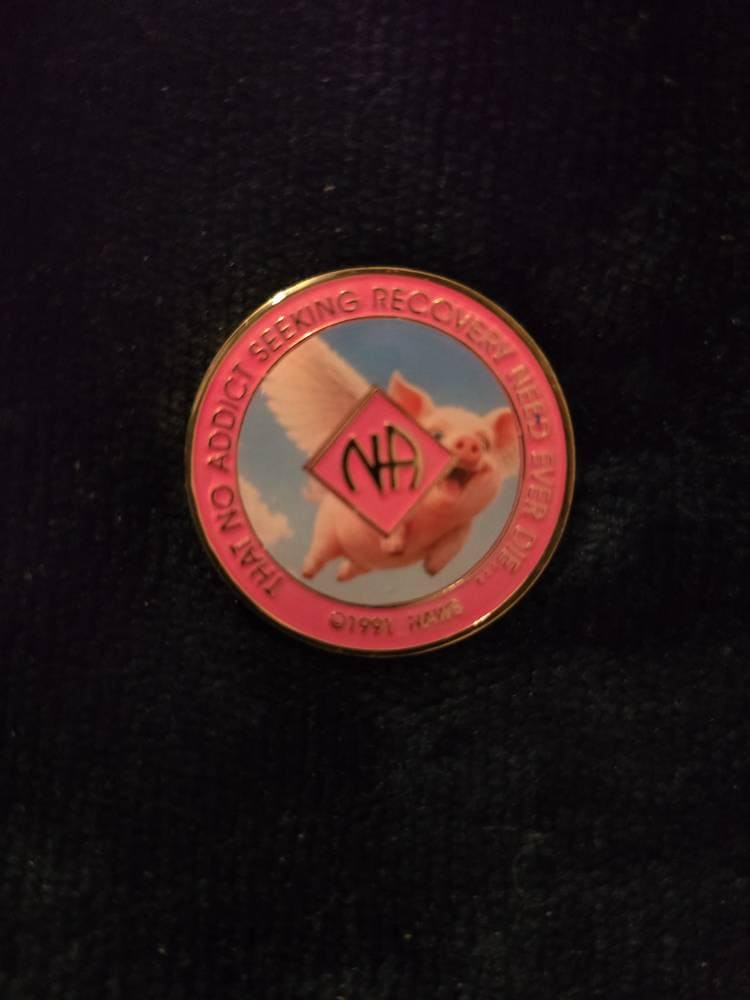 THAT NO ADDICT SEEKING RECOVERY NEED EVER DIE...
NA
©1991 NAWS